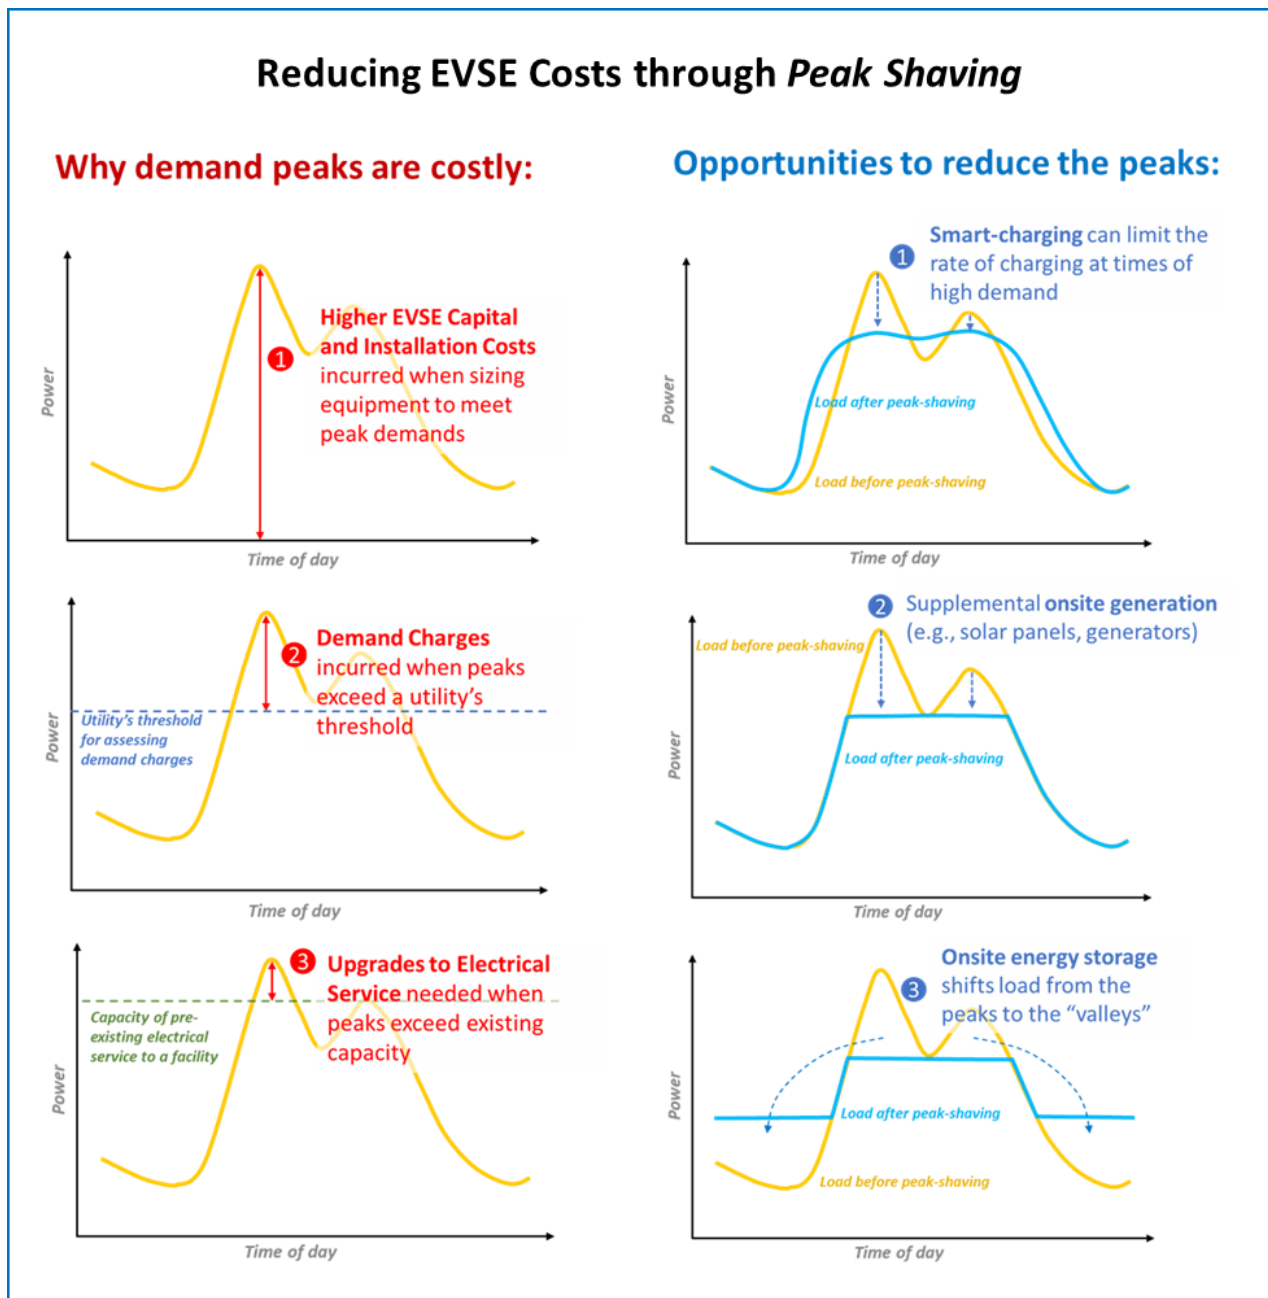 Reducing EVSE Costs through Peak Shaving
Why demand peaks are costly:
Power
1
Higher EVSE Capital
and Installation Costs
incurred when sizing
equipment to meet
peak demands
Time of day
Power
2
Demand Charges
incurred when peaks
exceed a utility's
threshold
Utility's threshold
for assessing
demand charges
Time of day
Power
3
Upgrades to Electrical
Service needed when
peaks exceed existing
capacity
Capacity of pre-
existing electrical
service to a facility
Time of day
Opportunities to reduce the peaks:
Power
1
Smart-charging can limit the
rate of charging at times of
high demand
Load after peak-shaving
Load before peak-shaving
Time of day
Power
2
Supplemental onsite generation
(e.g., solar panels, generators)
Load before peak-shaving
Load after peak-shaving
Time of day
Power
3
Onsite energy storage
shifts load from the
peaks to the “valleys”
Load after peak-shaving
Load before peak-shaving
Time of day